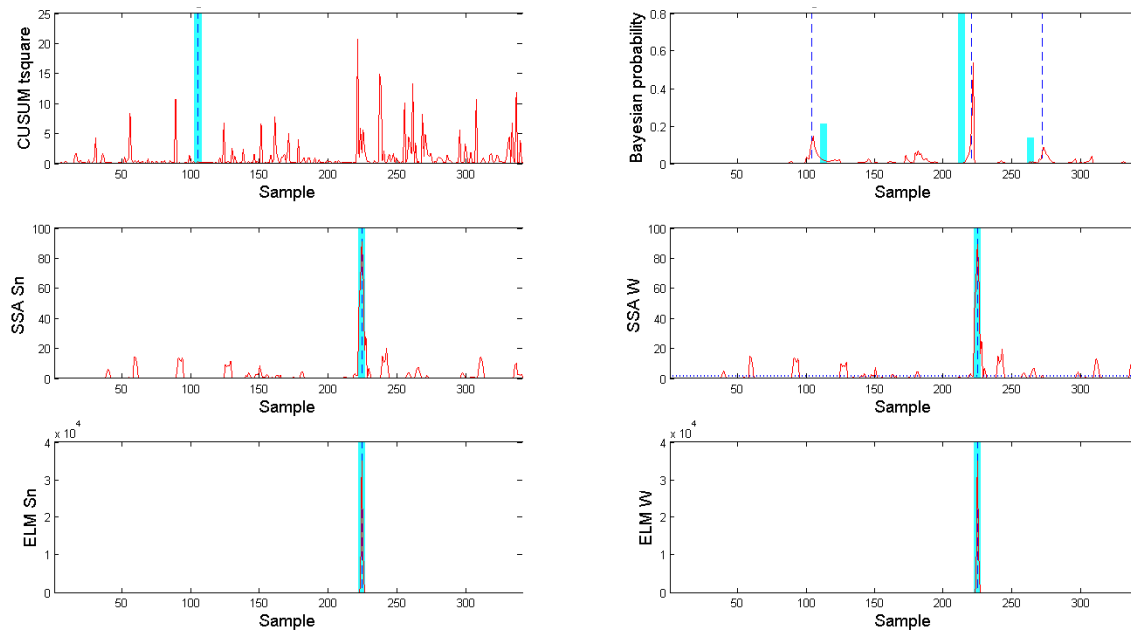 CUSUM tsquare
25
20
15
10
5
0
50 100 150 200 250 300
Sample
Bayesian probability
0.8
0.6
0.4
0.2
0
50 100 150 200 250 300
Sample
SSA Sn
100
80
60
40
20
0
50 100 150 200 250 300
Sample
SSA W
100
80
60
40
20
0
50 100 150 200 250 300
Sample
ELM Sn
x 10^4
4
3
2
1
0
50 100 150 200 250 300
Sample
ELM W
x 10^4
4
3
2
1
0
50 100 150 200 250 300
Sample